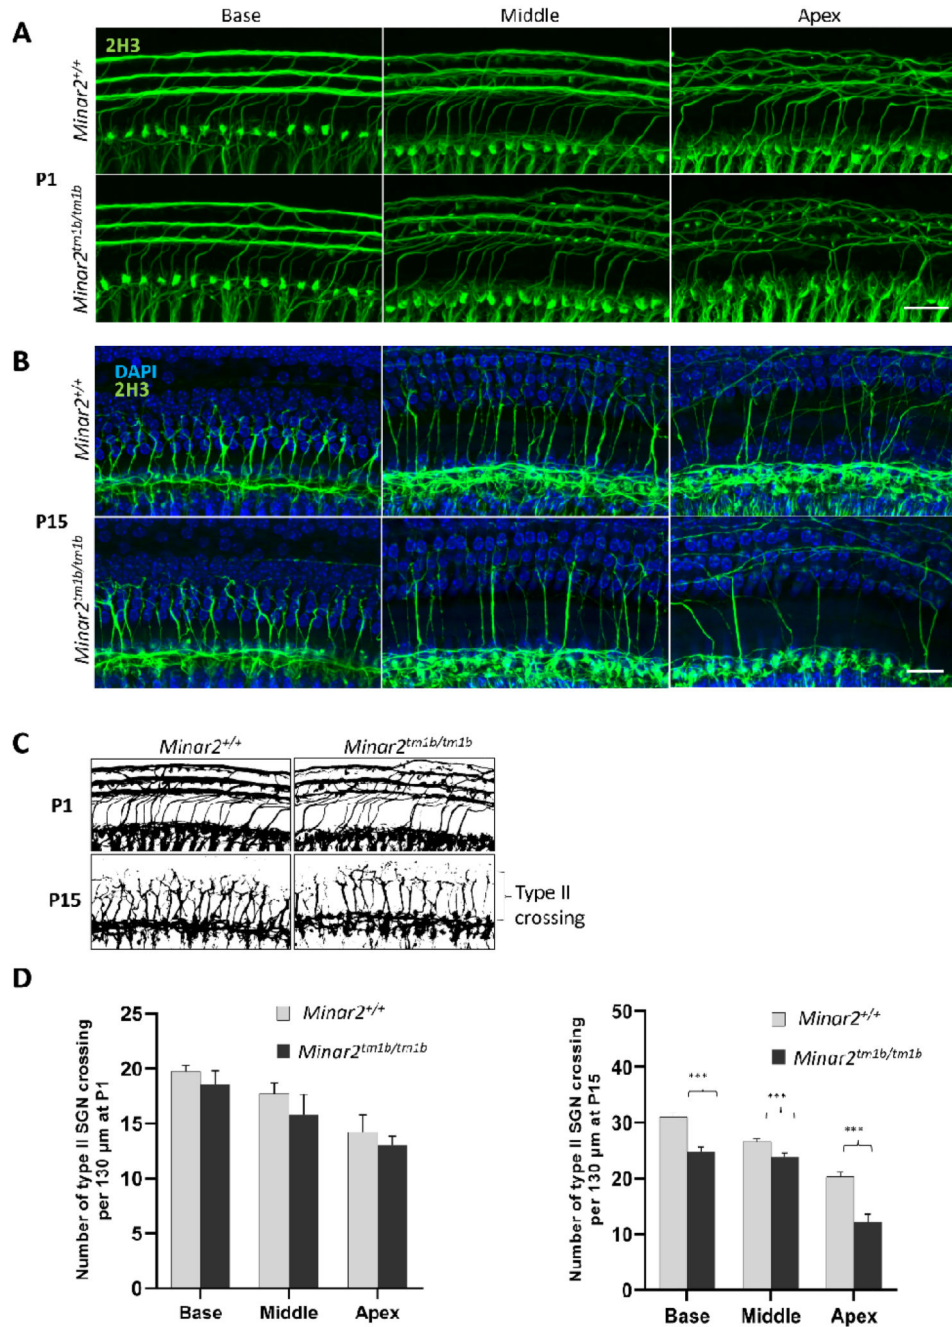 Base Middle Apex
A
2H3
Minar2+/+
P1
Minar2tm1b/tm1b
B
DAPI
2H3
Minar2+/+
P15
Minar2tm1b/tm1b
C
Minar2+/+ Minar2tm1b/tm1b
P1
P15
Type II
crossing
D
Number of type II SGN crossing
per 130 µm at P1
25
20
15
10
5
0
Minar2+/+
Minar2tm1b/tm1b
Base Middle Apex
Number of type II SGN crossing
per 130 µm at P15
50
40
30
20
10
0
Minar2+/+
Minar2tm1b/tm1b
*** *** ***
Base Middle Apex